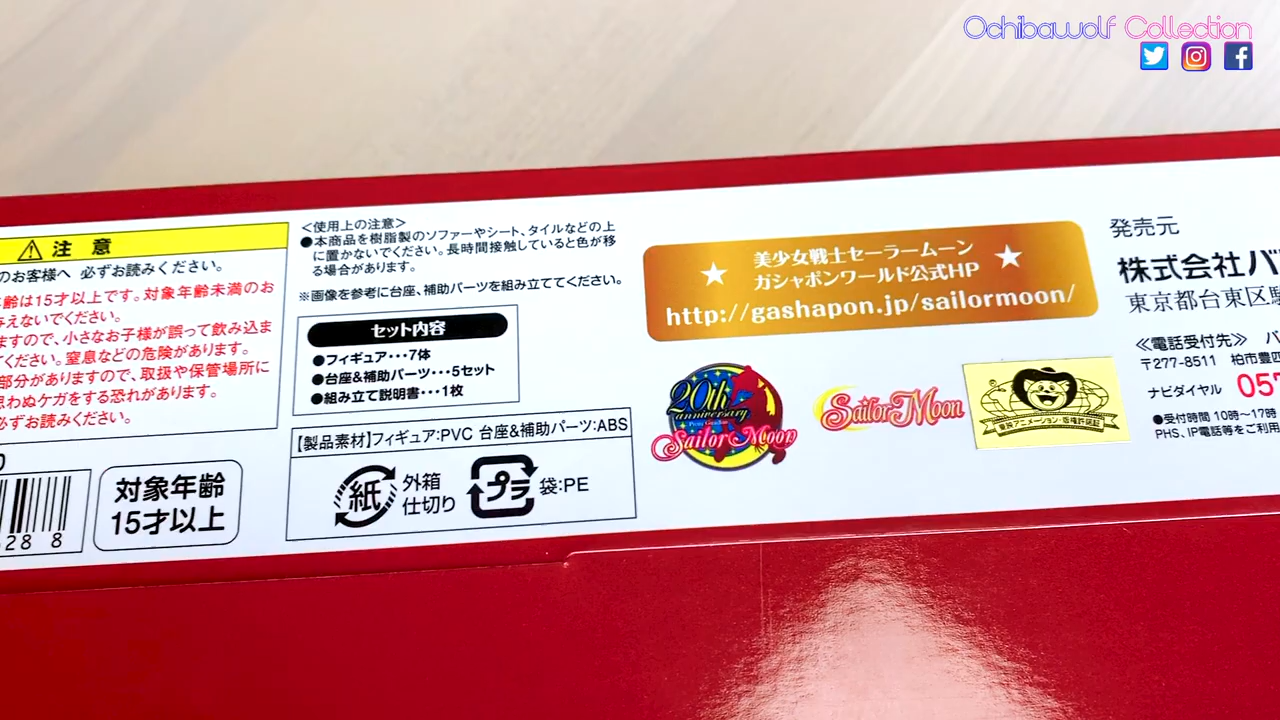 Ochibawolf Collection
注 意
のお客様へ 必ずお読みください。
齢は15才以上です。対象年齢未満のお
与えないでください。
ますので、小さなお子様が誤って飲み込ま
てください。窒息などの危険があります。
部分がありますので、取扱や保管場所に
思わぬケガをする恐れがあります。
必ずお読みください。
28 8
対象年齢
15才以上
<使用上の注意>
●本商品を樹脂製のソファーやシート、タイルなどの上
に置かないでください。長時間接触していると色が移
る場合があります。
※画像を参考に台座、補助パーツを組み立ててください。
セット内容
●フィギュア・・・7体
●台座&補助パーツ・・・5セット
●組み立て説明書・・・1枚
【製品素材】フィギュア:PVC 台座&補助パーツ:ABS
紙 外箱
仕切り
プラ 袋:PE
美少女戦士セーラームーン
ガシャポンワールド公式HP
http://gashapon.jp/sailormoon/
20th
anniversary
Sailor Moon
Sailor Moon
東映アニメーション・版権許諾証
発売元
株式会社バ
東京都台東区駒
≪電話受付先≫ バ
〒277-8511 柏市豊四
ナビダイヤル 057
●受付時間 10時~17時
PHS、IP電話等をご利用